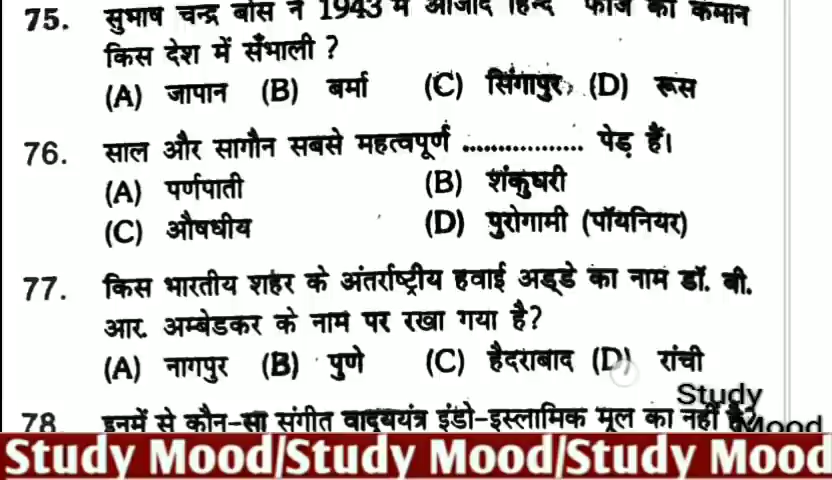 75. सुभाष चन्द्र बोस ने 1943 में आजाद हिन्द फौज की कमान
किस देश में सँभाली ?
(A) जापान (B) बर्मा (C) सिंगापुर (D) रूस
76. साल और सागौन सबसे महत्वपूर्ण .................. पेड़ हैं।
(A) पर्णपाती (B) शंकुधरी
(C) औषधीय (D) पुरोगामी (पॉयनियर)
77. किस भारतीय शहर के अंतर्राष्ट्रीय हवाई अड्डे का नाम डॉ. बी.
आर. अम्बेडकर के नाम पर रखा गया है?
(A) नागपुर (B) पुणे (C) हैदराबाद (D) रांची
Study
78. इनमें से कौन-सा संगीत वाद्ययंत्र इंडो-इस्लामिक मूल का नहीं है?
Mood
Study Mood/Study Mood/Study Mood